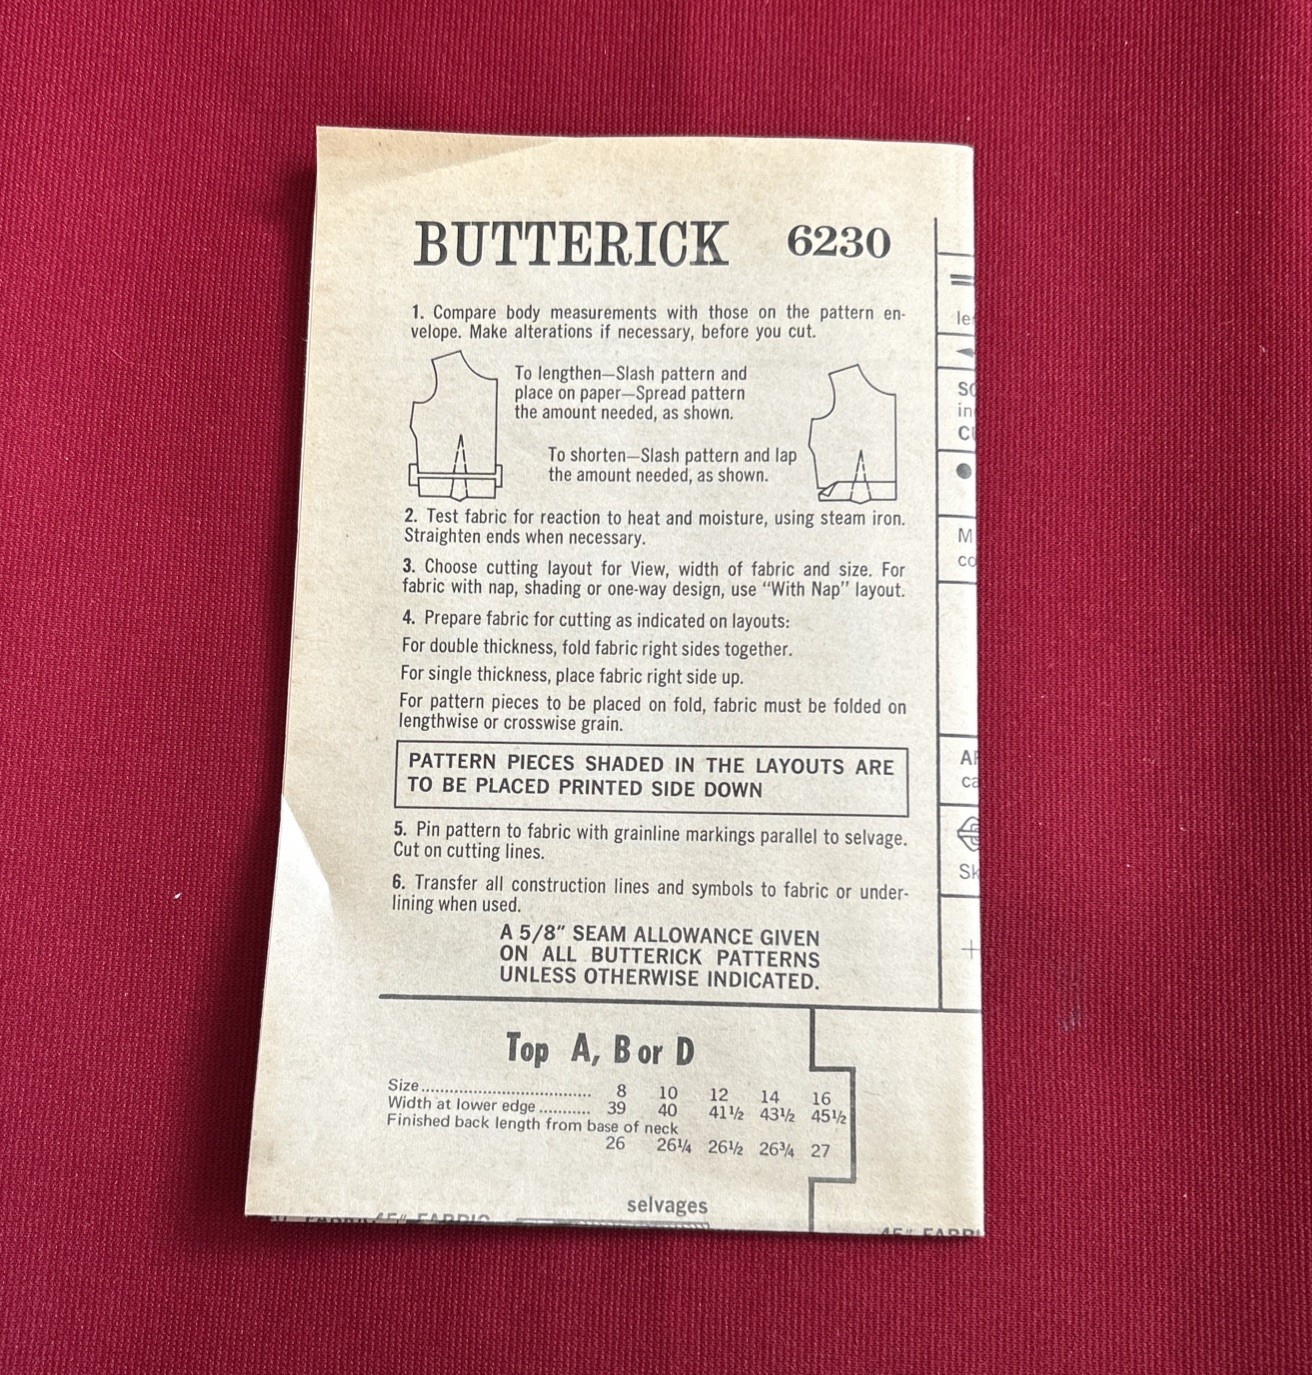 BUTTERICK 6230
1. Compare body measurements with those on the pattern en-
velope. Make alterations if necessary, before you cut.
To lengthen—Slash pattern and
place on paper—Spread pattern
the amount needed, as shown.
To shorten—Slash pattern and lap
the amount needed, as shown.
2. Test fabric for reaction to heat and moisture, using steam iron.
Straighten ends when necessary.
3. Choose cutting layout for View, width of fabric and size. For
fabric with nap, shading or one-way design, use “With Nap” layout.
4. Prepare fabric for cutting as indicated on layouts:
For double thickness, fold fabric right sides together.
For single thickness, place fabric right side up.
For pattern pieces to be placed on fold, fabric must be folded on
lengthwise or crosswise grain.
PATTERN PIECES SHADED IN THE LAYOUTS ARE
TO BE PLACED PRINTED SIDE DOWN
5. Pin pattern to fabric with grainline markings parallel to selvage.
Cut on cutting lines.
6. Transfer all construction lines and symbols to fabric or under-
lining when used.
A 5/8” SEAM ALLOWANCE GIVEN
ON ALL BUTTERICK PATTERNS
UNLESS OTHERWISE INDICATED.
Top A, B or D
Size.................................... 8 10 12 14 16
Width at lower edge ........... 39 40 41½ 43½ 45½
Finished back length from base of neck
26 26¼ 26½ 26¾ 27
selvages